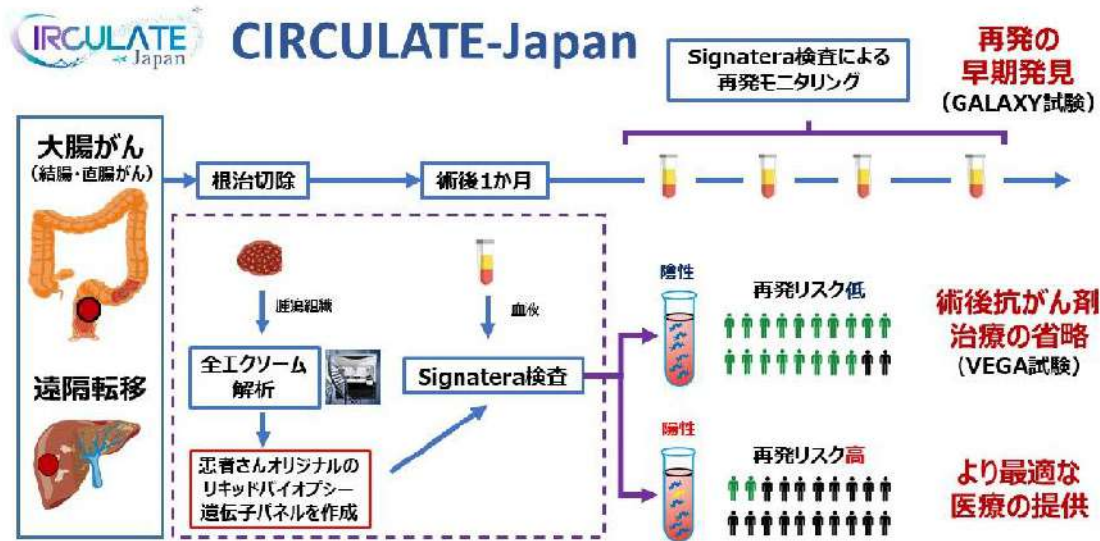 CIRCULATE
Japan
CIRCULATE-Japan
Signatera検査による
再発モニタリング
再発の
早期発見
（GALAXY試験）
大腸がん
（結腸・直腸がん）
根治切除
術後1か月
腫瘍組織
血液
全エクソーム
解析
Signatera検査
患者さんオリジナルの
リキッドバイオプシー
遺伝子パネルを作成
遠隔転移
陰性
再発リスク低
術後抗がん剤
治療の省略
（VEGA試験）
陽性
再発リスク高
より最適な
医療の提供